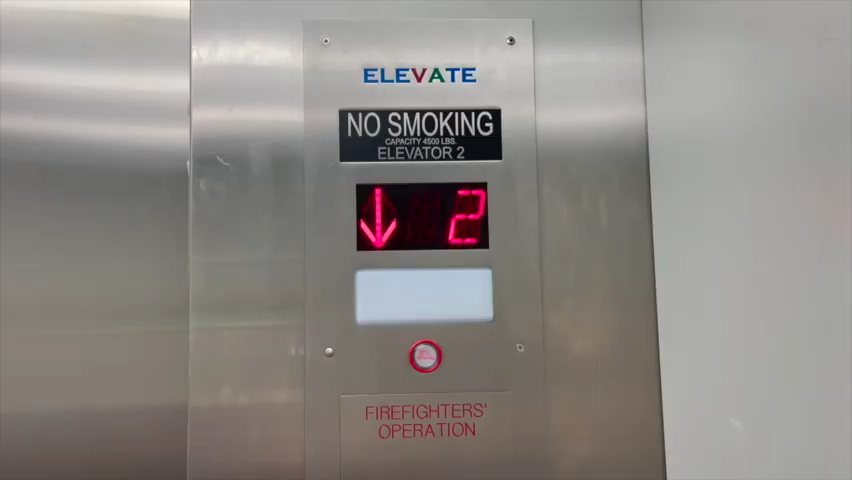 ELEVATE
NO SMOKING
CAPACITY 4500 LBS.
ELEVATOR 2
2
FIREFIGHTERS'
OPERATION